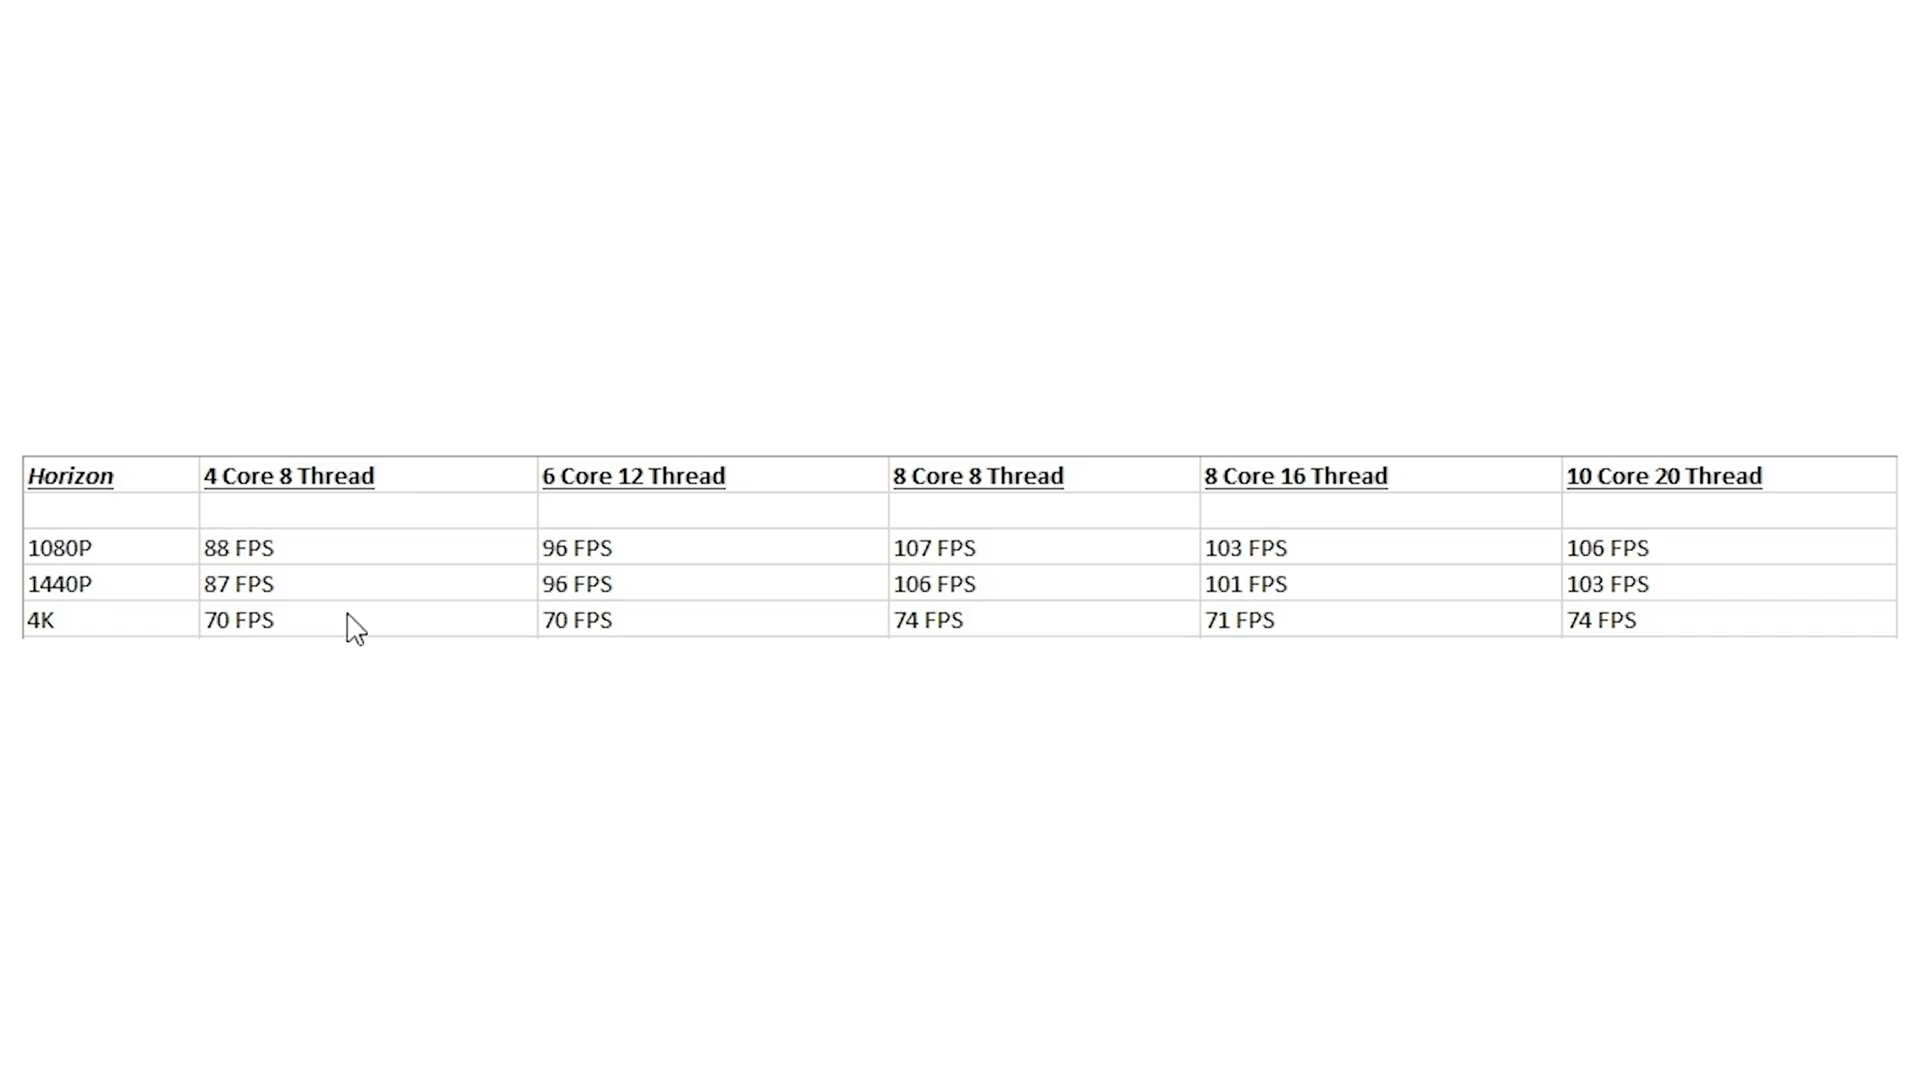 Horizon 4 Core 8 Thread 6 Core 12 Thread 8 Core 8 Thread 8 Core 16 Thread 10 Core 20 Thread
1080P 88 FPS 96 FPS 107 FPS 103 FPS 106 FPS
1440P 87 FPS 96 FPS 106 FPS 101 FPS 103 FPS
4K 70 FPS 70 FPS 74 FPS 71 FPS 74 FPS